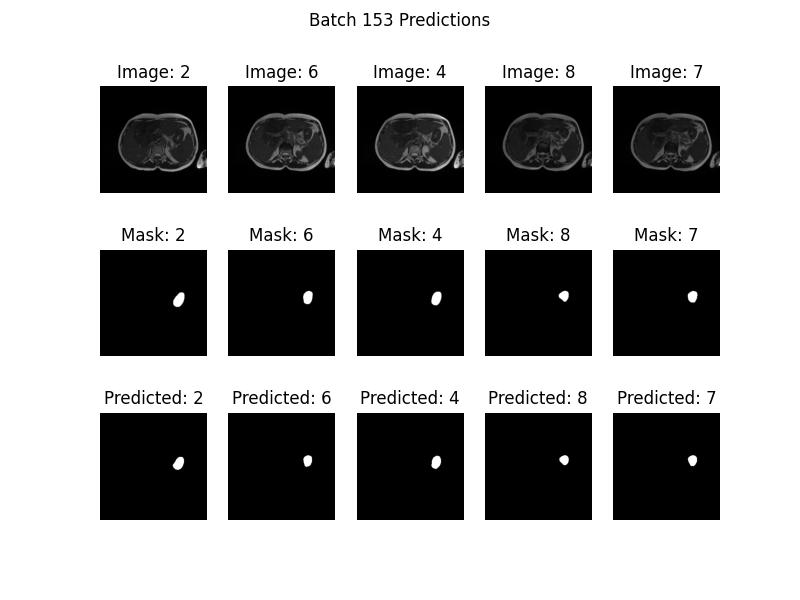 Batch 153 Predictions
Image: 2 Image: 6 Image: 4 Image: 8 Image: 7
Mask: 2 Mask: 6 Mask: 4 Mask: 8 Mask: 7
Predicted: 2 Predicted: 6 Predicted: 4 Predicted: 8 Predicted: 7